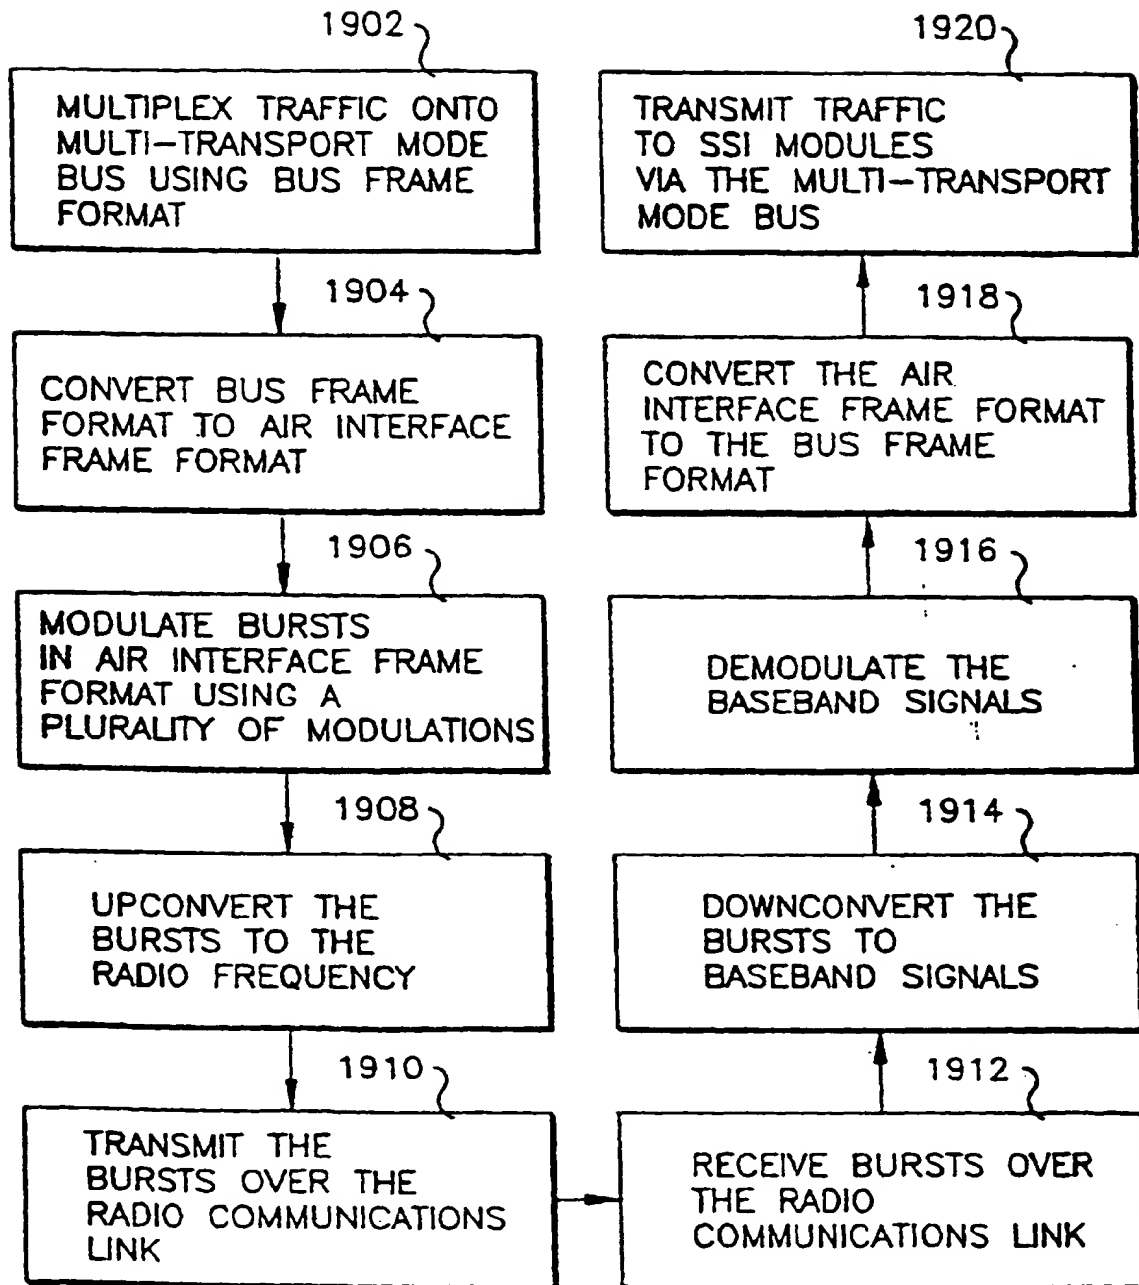 1902
MULTIPLEX TRAFFIC ONTO
MULTI-TRANSPORT MODE
BUS USING BUS FRAME
FORMAT
1904
CONVERT BUS FRAME
FORMAT TO AIR INTERFACE
FRAME FORMAT
1906
MODULATE BURSTS
IN AIR INTERFACE FRAME
FORMAT USING A
PLURALITY OF MODULATIONS
1908
UPCONVERT THE
BURSTS TO THE
RADIO FREQUENCY
1910
TRANSMIT THE
BURSTS OVER THE
RADIO COMMUNICATIONS
LINK
1912
RECEIVE BURSTS OVER
THE RADIO
COMMUNICATIONS LINK
1914
DOWNCONVERT THE
BURSTS TO
BASEBAND SIGNALS
1916
DEMODULATE THE
BASEBAND SIGNALS
1918
CONVERT THE AIR
INTERFACE FRAME FORMAT
TO THE BUS FRAME
FORMAT
1920
TRANSMIT TRAFFIC
TO SSI MODULES
VIA THE MULTI-TRANSPORT
MODE BUS